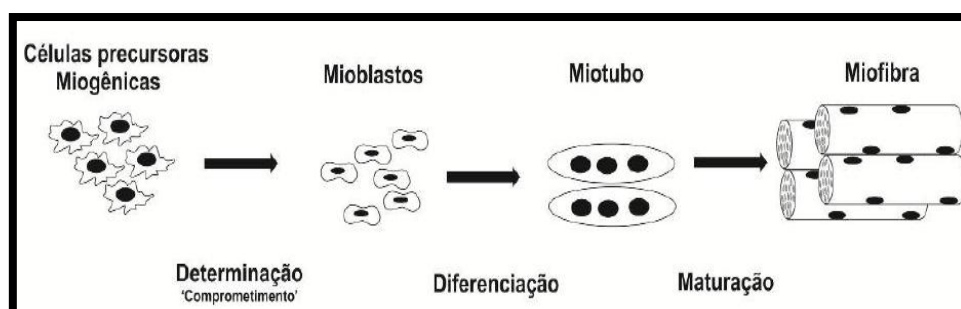 Células precursoras
Miogênicas
Mioblastos
Miotubo
Miofibra
Determinação
'Comprometimento'
Diferenciação
Maturação